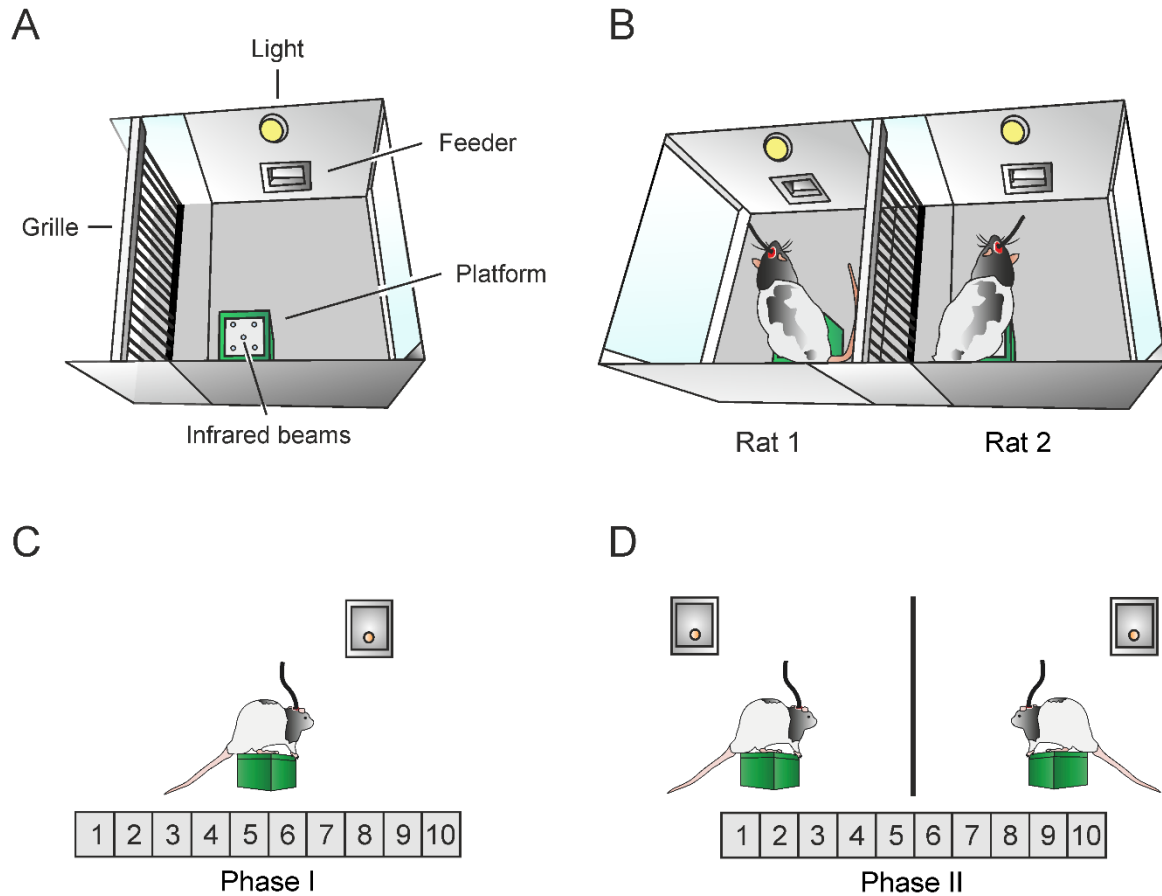 A
Light
Feeder
Grille
Platform
Infrared beams
B
Rat 1
Rat 2
C
1 2 3 4 5 6 7 8 9 10
Phase I
D
1 2 3 4 5 6 7 8 9 10
Phase II